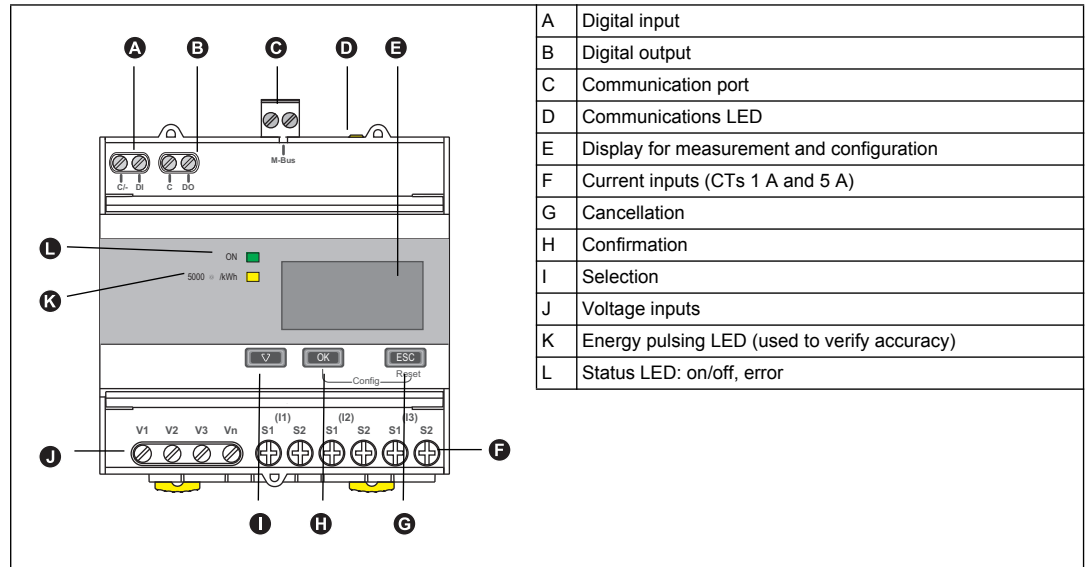 A B C D E
M-Bus
C/- DI C DO
L
ON
K
5000 /kWh
OK ESC
Reset
Config
(I1) (I2) (I3)
V1 V2 V3 Vn S1 S2 S1 S2 S1 S2
J F
I H G
A Digital input
B Digital output
C Communication port
D Communications LED
E Display for measurement and configuration
F Current inputs (CTs 1 A and 5 A)
G Cancellation
H Confirmation
I Selection
J Voltage inputs
K Energy pulsing LED (used to verify accuracy)
L Status LED: on/off, error